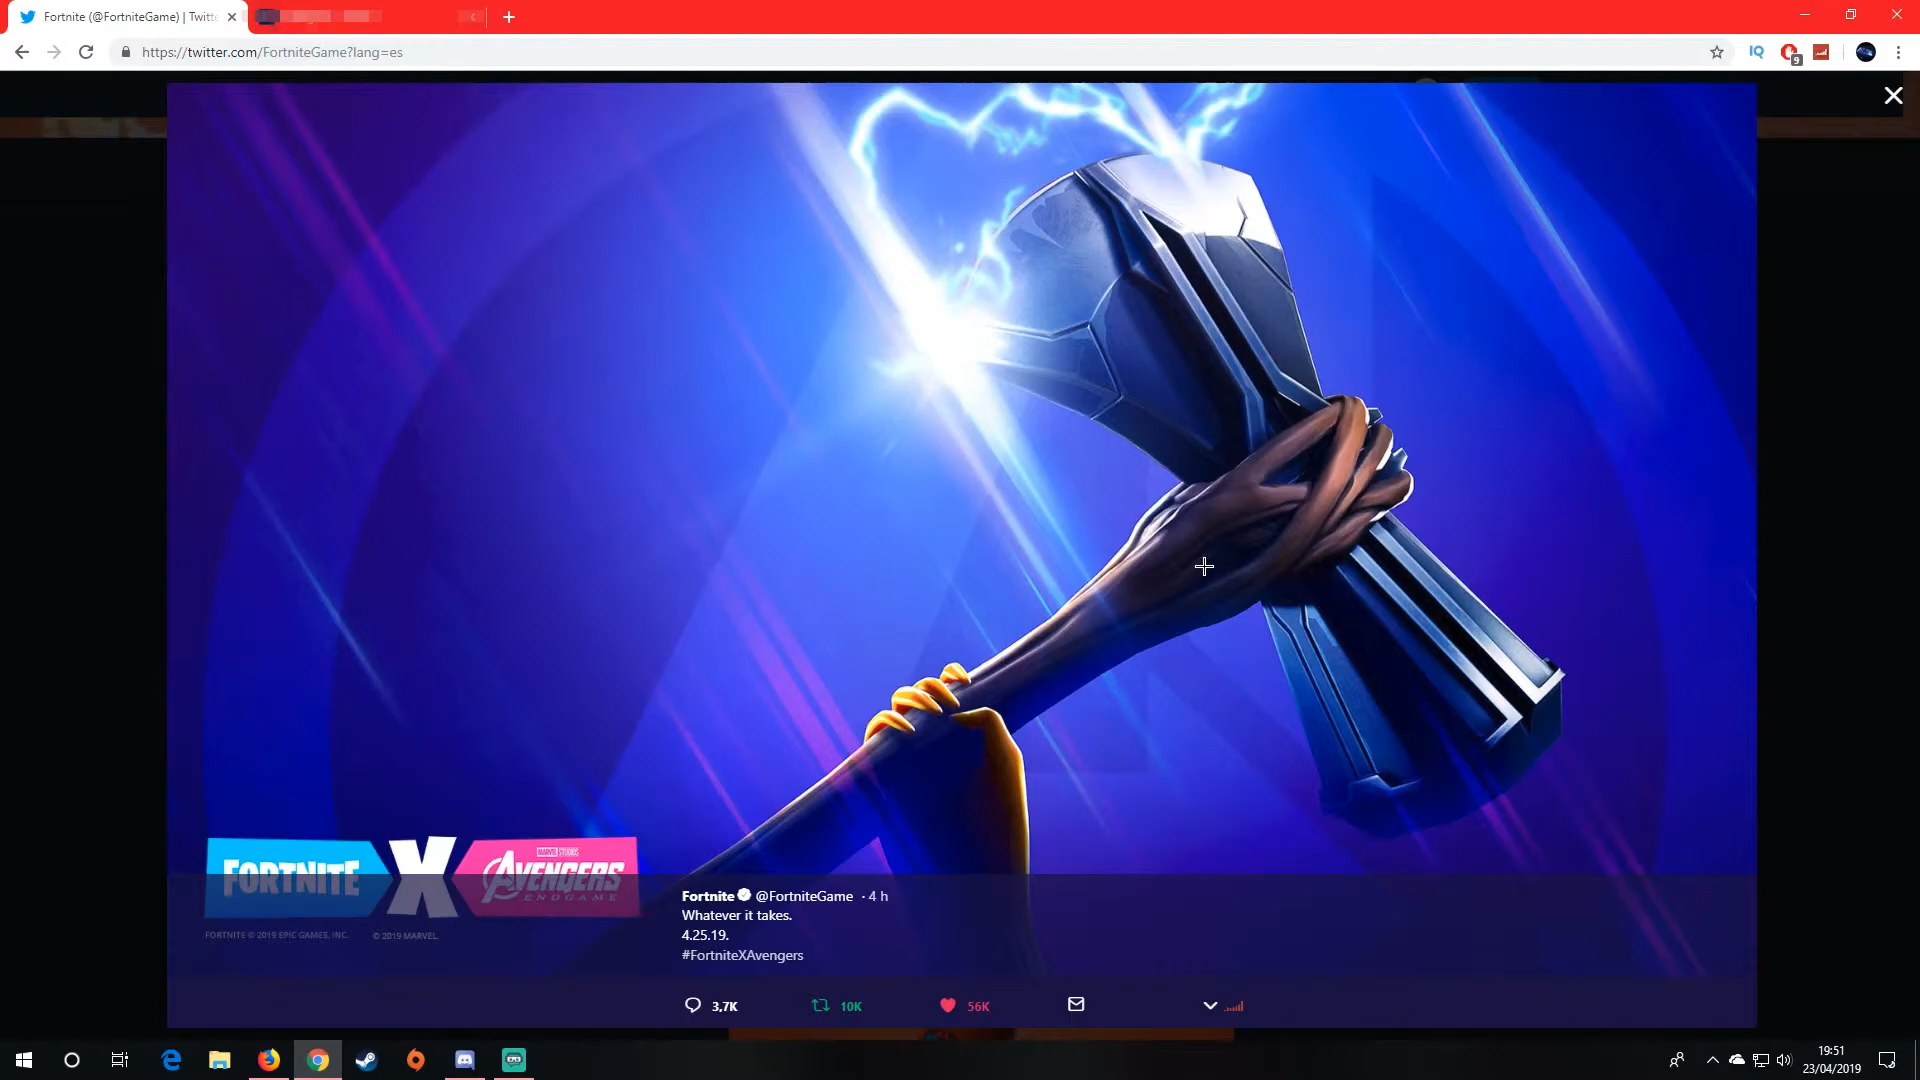 Fortnite (@FortniteGame) | Twitte
https://twitter.com/FortniteGame?lang=es
IQ
9
FORTNITE X MARVEL STUDIOS AVENGERS
ENDGAME
FORTNITE © 2019 EPIC GAMES, INC. © 2019 MARVEL.
Fortnite @FortniteGame · 4 h
Whatever it takes.
4.25.19.
#FortniteXAvengers
3,7K 10K 56K
19:51
23/04/2019